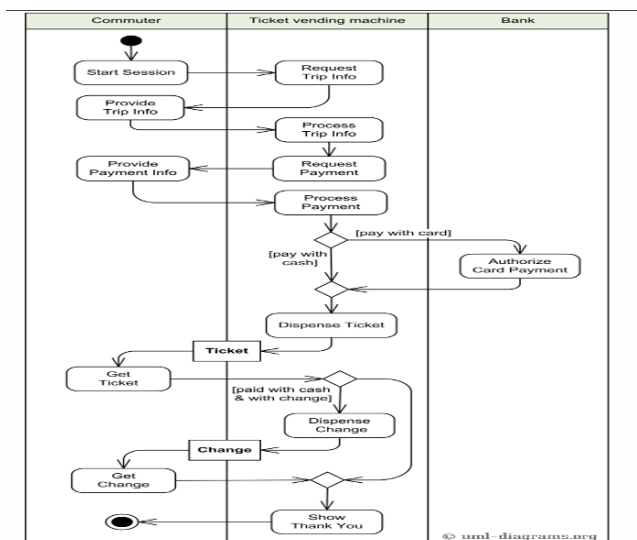 Commuter
Ticket vending machine
Bank
Start Session
Request
Trip Info
Provide
Trip Info
Process
Trip Info
Provide
Payment Info
Request
Payment
Process
Payment
[pay with card]
[pay with
cash]
Authorize
Card Payment
Dispense Ticket
Ticket
Get
Ticket
[paid with cash
& with change]
Dispense
Change
Change
Get
Change
Show
Thank You
© uml-diagrams.org